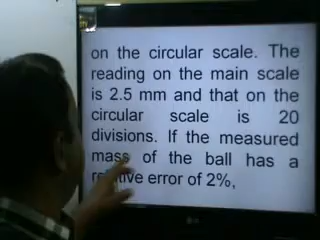 on the circular scale. The
reading on the main scale
is 2.5 mm and that on the
circular scale is 20
divisions. If the measured
mass of the ball has a
relative error of 2%,